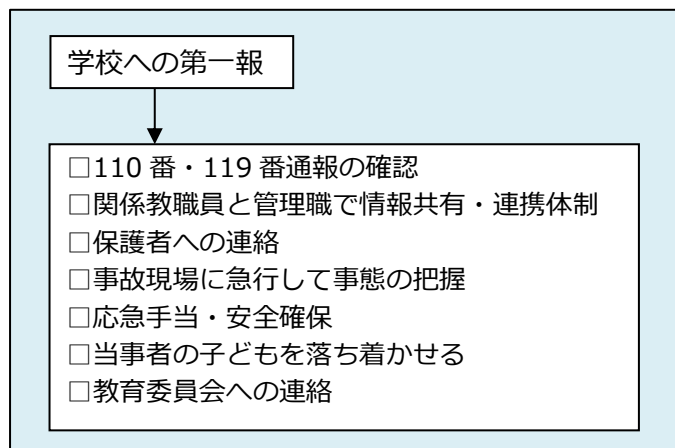 学校への第一報
□110 番・119 番通報の確認
□関係教職員と管理職で情報共有・連携体制
□保護者への連絡
□事故現場に急行して事態の把握
□応急手当・安全確保
□当事者の子どもを落ち着かせる
□教育委員会への連絡